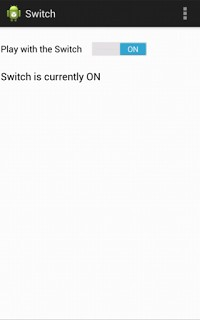 Switch
Play with the Switch ON
Switch is currently ON